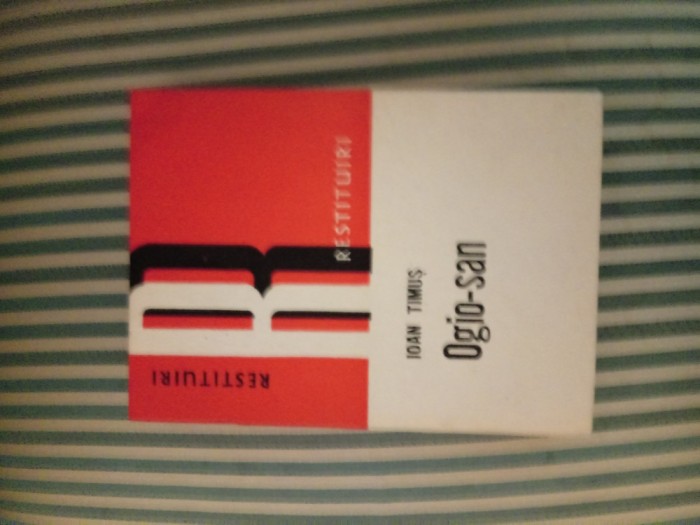 RESTITUIRI
RESTITUIRI
R
IOAN TIMUȘ
Ogio-san